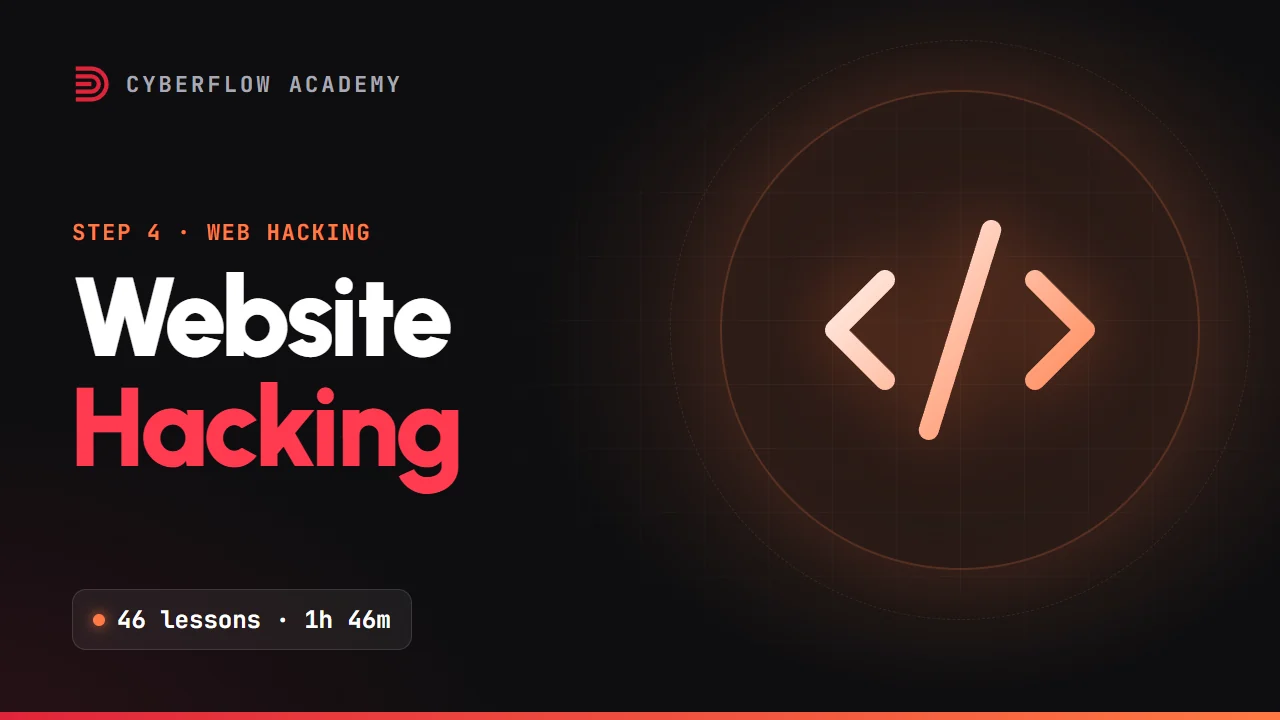 CYBERFLOW ACADEMY
STEP 4 · WEB HACKING
Website
Hacking
46 lessons · 1h 46m